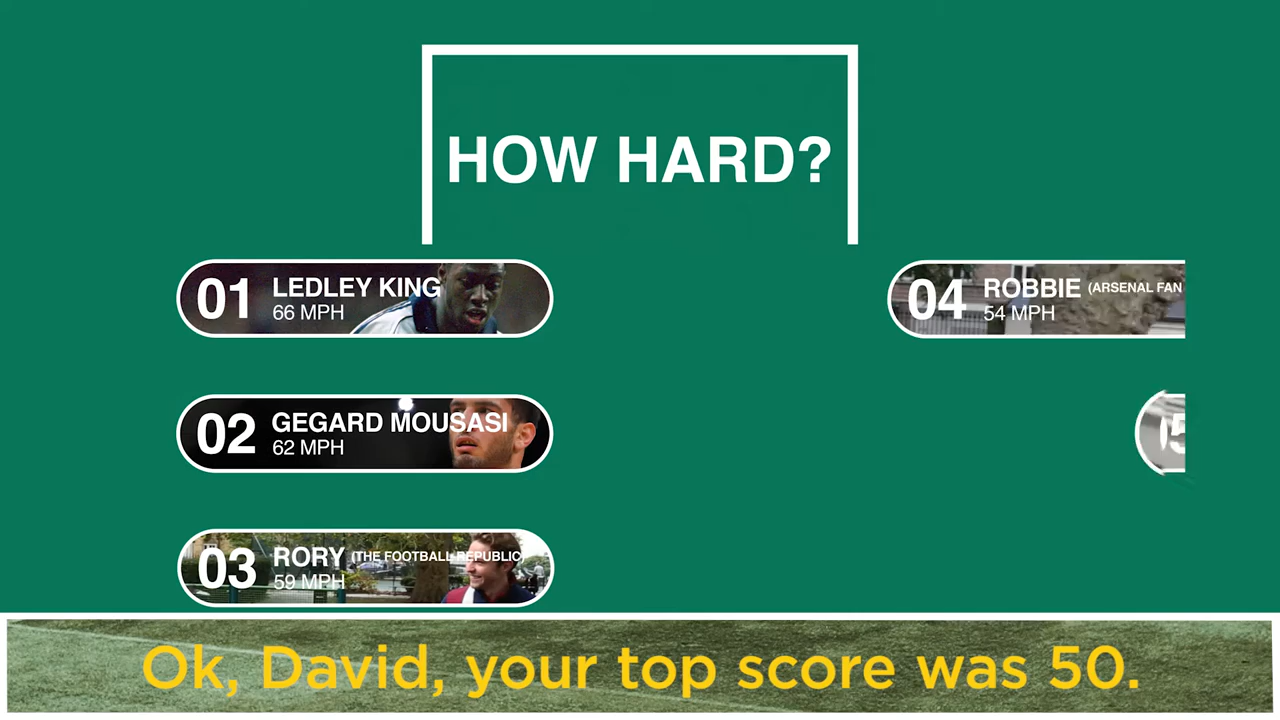 HOW HARD?
01 LEDLEY KING
66 MPH
02 GEGARD MOUSASI
62 MPH
03 RORY (THE FOOTBALL REPUBLIC)
59 MPH
04 ROBBIE (ARSENAL FAN
54 MPH
05
Ok, David, your top score was 50.